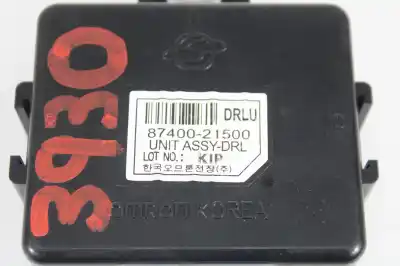 3930
DRLU
87400-21500
UNIT ASSY-DRL
LOT NO.: KIP
한국오므론전장(주)
OMRON KOREA